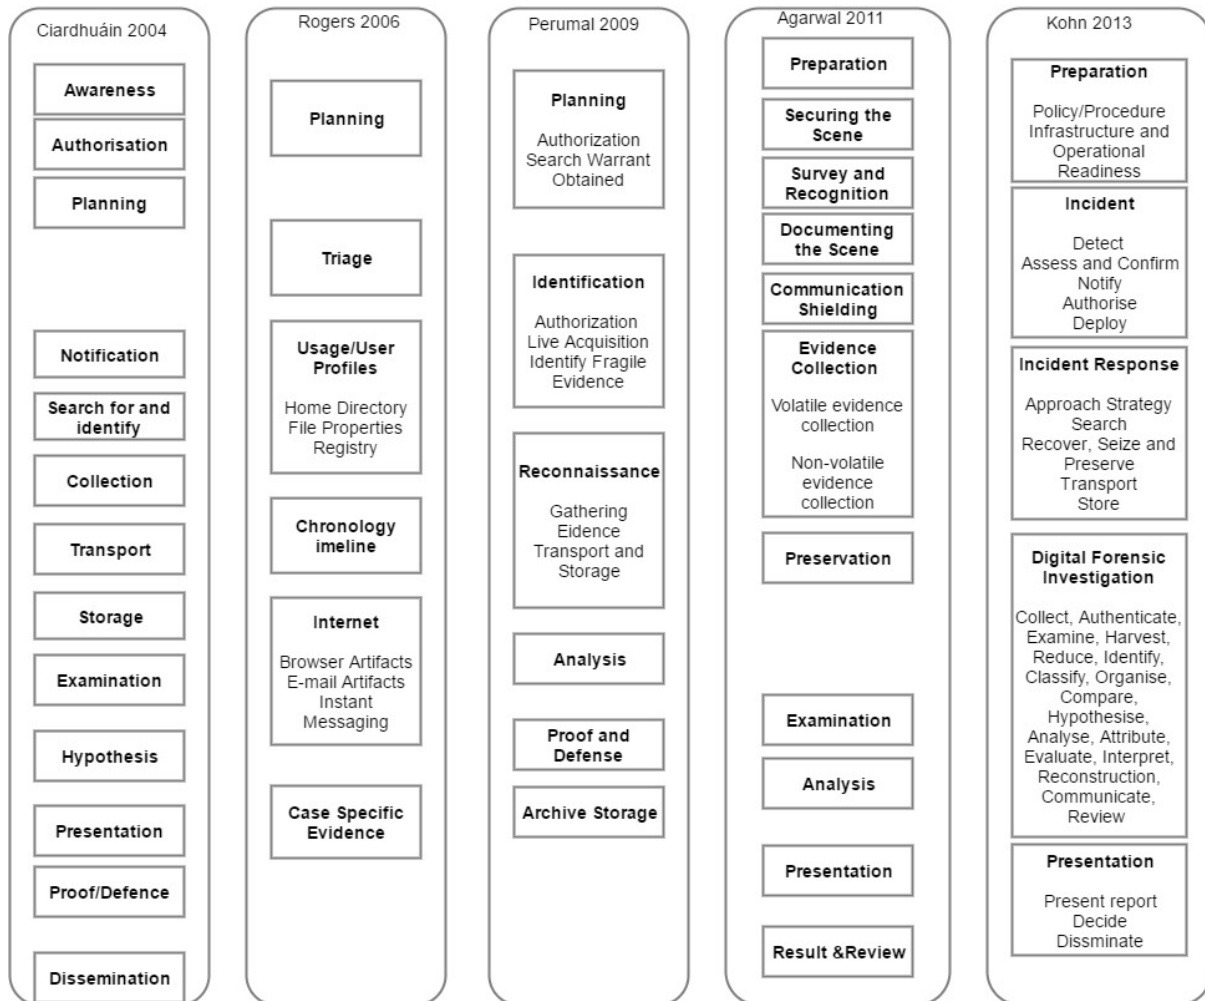 Ciardhuáin 2004
Awareness
Authorisation
Planning
Notification
Search for and
identify
Collection
Transport
Storage
Examination
Hypothesis
Presentation
Proof/Defence
Dissemination
Rogers 2006
Planning
Triage
Usage/User
Profiles
Home Directory
File Properties
Registry
Chronology
imeline
Internet
Browser Artifacts
E-mail Artifacts
Instant
Messaging
Case Specific
Evidence
Perumal 2009
Planning
Authorization
Search Warrant
Obtained
Identification
Authorization
Live Acquisition
Identify Fragile
Evidence
Reconnaissance
Gathering
Eidence
Transport and
Storage
Analysis
Proof and
Defense
Archive Storage
Agarwal 2011
Preparation
Securing the
Scene
Survey and
Recognition
Documenting
the Scene
Communication
Shielding
Evidence
Collection
Volatile evidence
collection
Non-volatile
evidence
collection
Preservation
Examination
Analysis
Presentation
Result &Review
Kohn 2013
Preparation
Policy/Procedure
Infrastructure and
Operational
Readiness
Incident
Detect
Assess and Confirm
Notify
Authorise
Deploy
Incident Response
Approach Strategy
Search
Recover, Seize and
Preserve
Transport
Store
Digital Forensic
Investigation
Collect, Authenticate,
Examine, Harvest,
Reduce, Identify,
Classify, Organise,
Compare,
Hypothesise,
Analyse, Attribute,
Evaluate, Interpret,
Reconstruction,
Communicate,
Review
Presentation
Present report
Decide
Dissminate